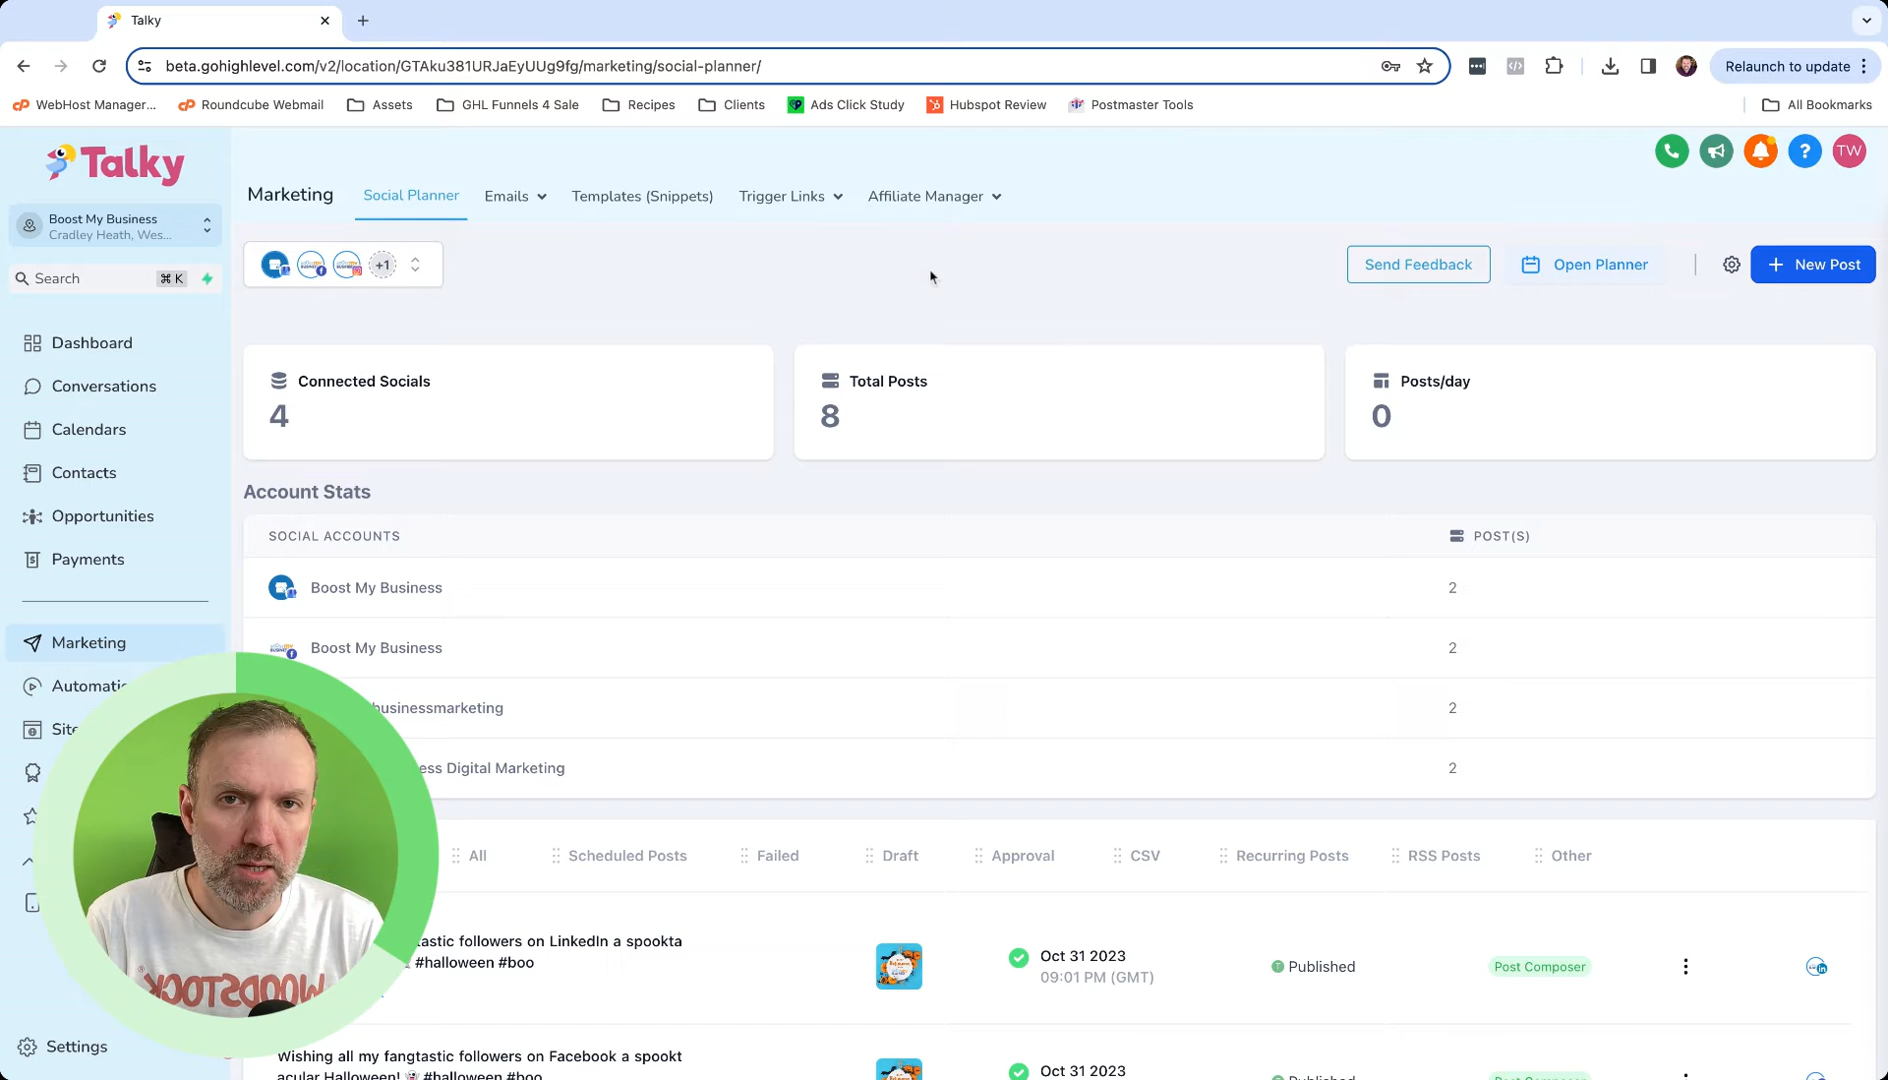 Talky
beta.gohighlevel.com/v2/location/GTAku381URJaEyUUg9fg/marketing/social-planner/
Relaunch to update
WebHost Manager...
Roundcube Webmail
Assets
GHL Funnels 4 Sale
Recipes
Clients
Ads Click Study
Hubspot Review
Postmaster Tools
All Bookmarks
Talky
TW
Marketing
Social Planner
Emails
Templates (Snippets)
Trigger Links
Affiliate Manager
Boost My Business
Cradley Heath, Wes...
+1
Send Feedback
Open Planner
+ New Post
Search
⌘ K
Dashboard
Conversations
Calendars
Contacts
Opportunities
Payments
Marketing
Settings
Connected Socials
4
Total Posts
8
Posts/day
0
Account Stats
SOCIAL ACCOUNTS
POST(S)
Boost My Business
2
Boost My Business
2
businessmarketing
2
ess Digital Marketing
2
All
Scheduled Posts
Failed
Draft
Approval
CSV
Recurring Posts
RSS Posts
Other
tastic followers on LinkedIn a spookta
#halloween #boo
Oct 31 2023
09:01 PM (GMT)
Published
Post Composer
Wishing all my fangtastic followers on Facebook a spookt
acular Halloween! 👻 #halloween #boo
Oct 31 2023
Published
Post Composer
WOODSTOCK